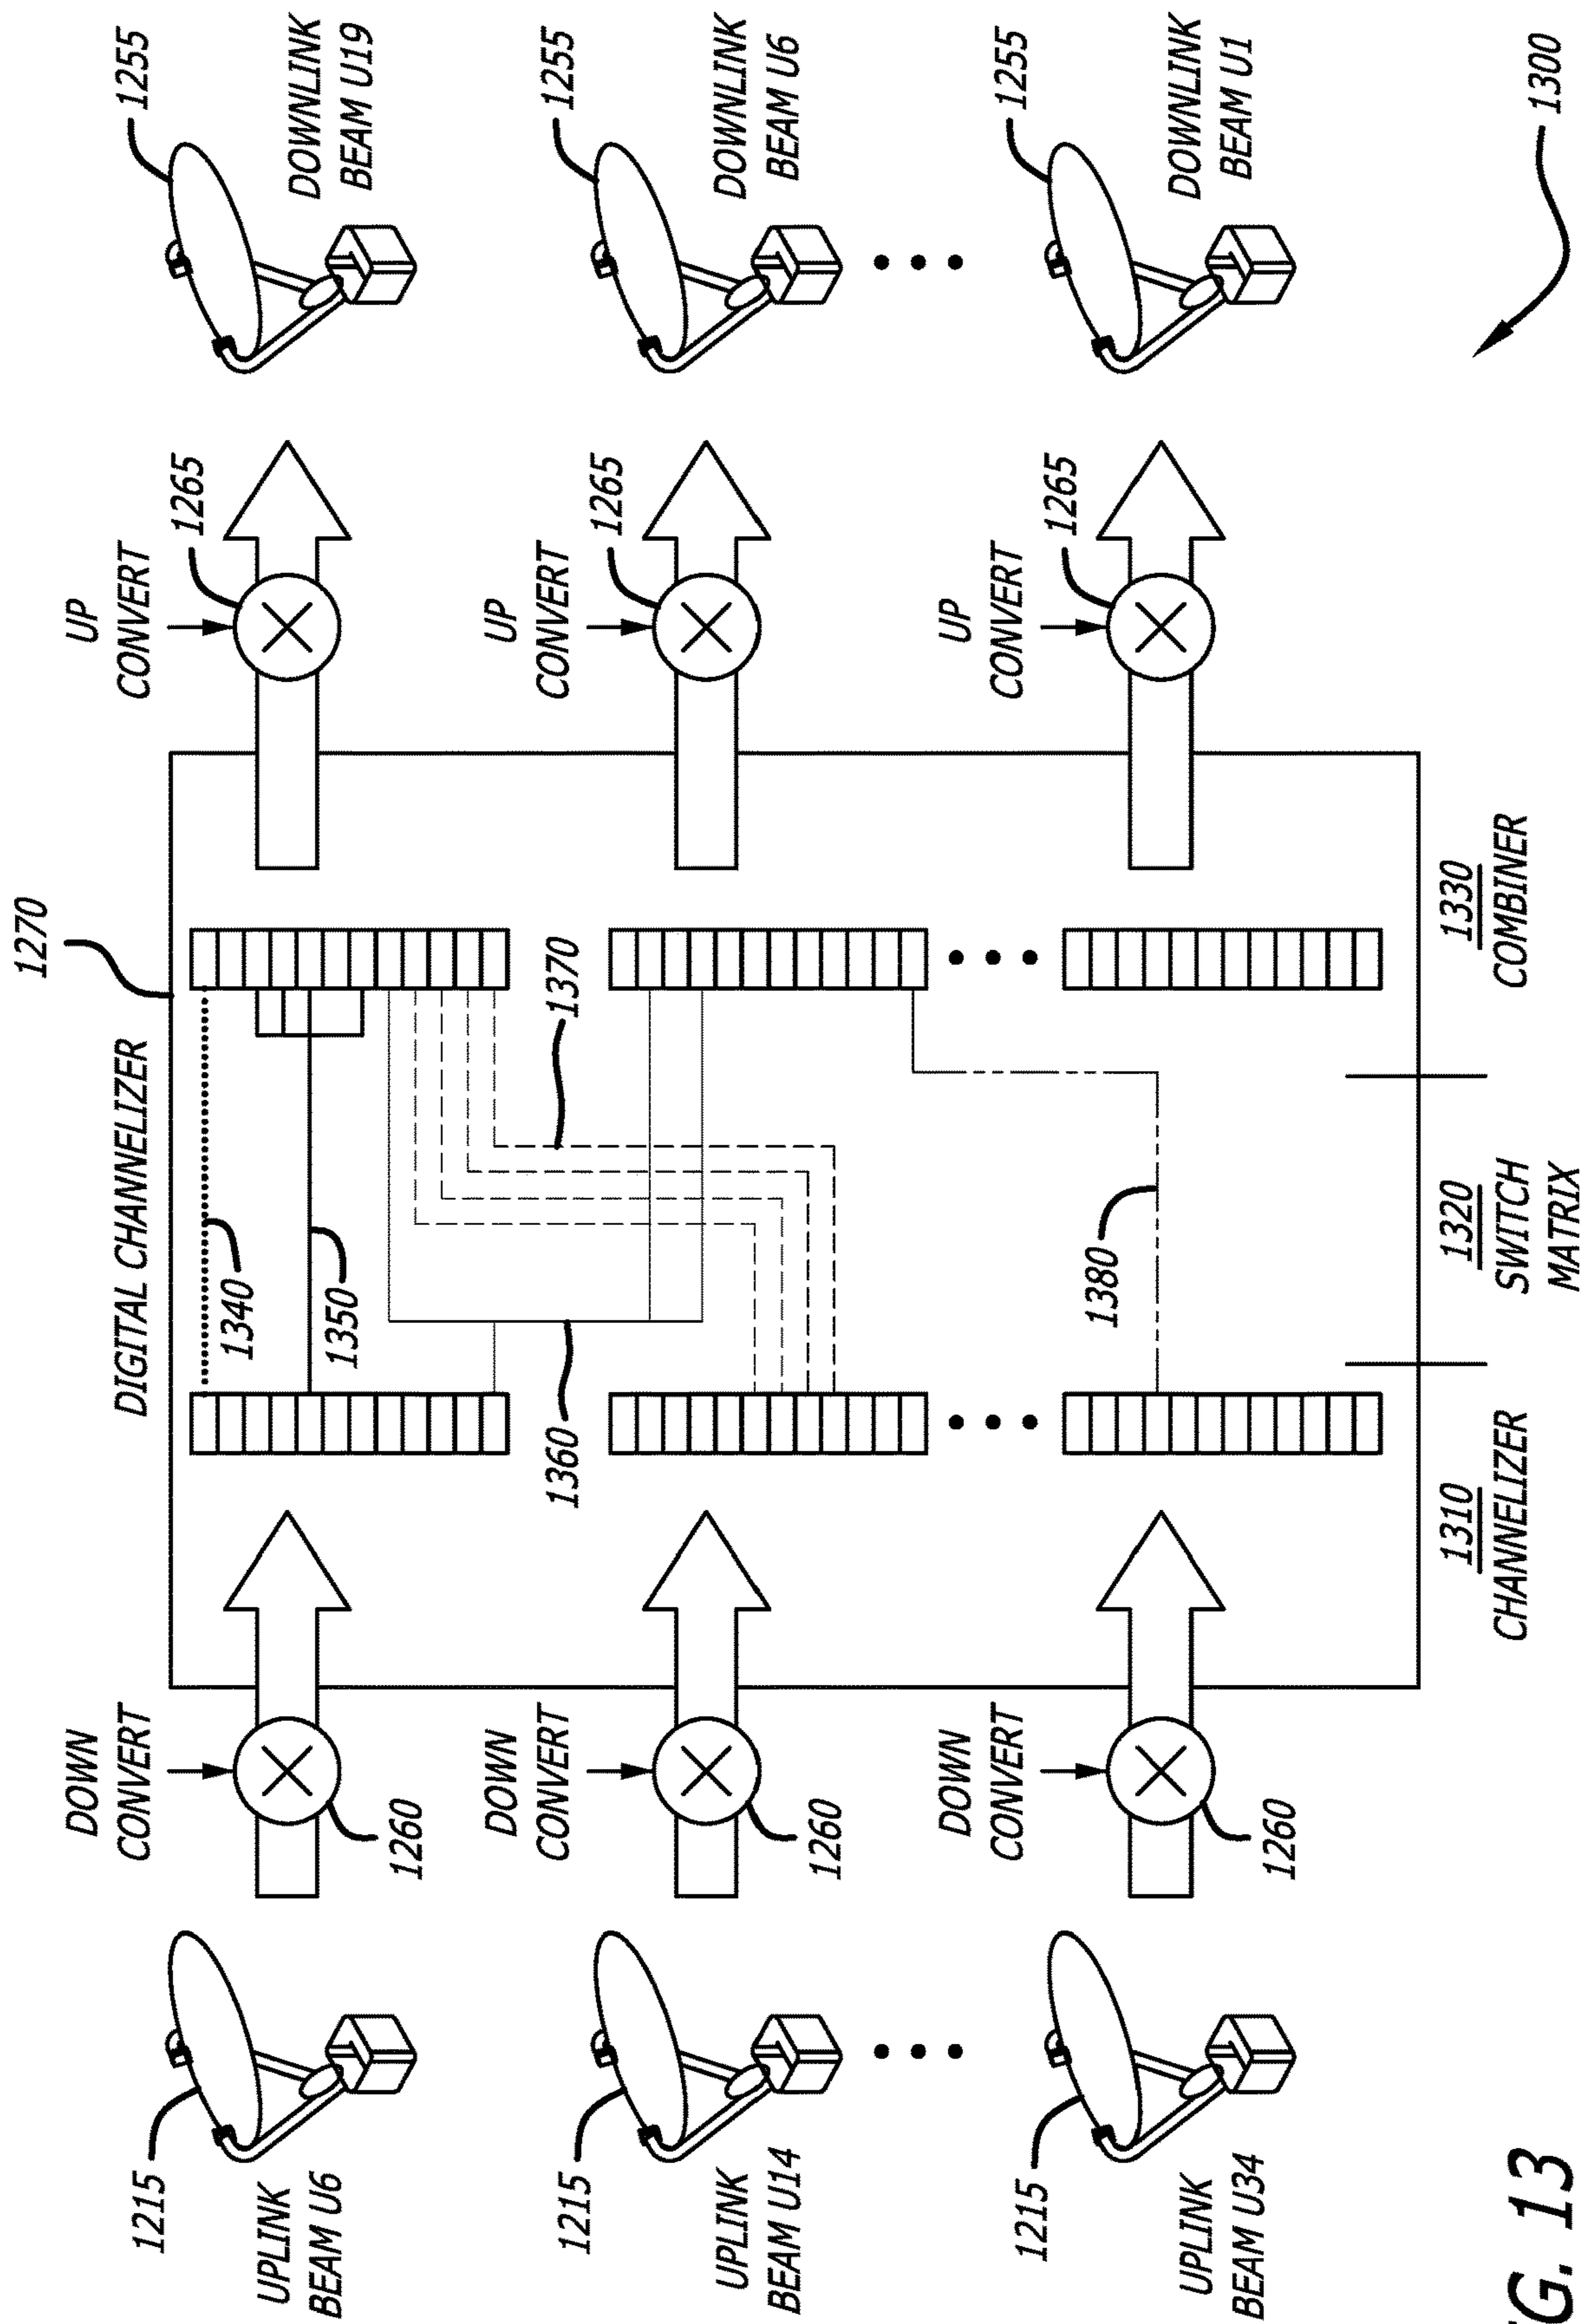 1270
DIGITAL CHANNELIZER
UPLINK
BEAM U6
1215
DOWN
CONVERT
1260
1340
1350
UP
CONVERT
1265
1255
DOWNLINK
BEAM U19
UPLINK
BEAM U14
1215
DOWN
CONVERT
1260
1360
1370
UP
CONVERT
1265
1255
DOWNLINK
BEAM U6
UPLINK
BEAM U34
1215
DOWN
CONVERT
1260
1380
UP
CONVERT
1265
1255
DOWNLINK
BEAM U1
1310
CHANNELIZER
1320
SWITCH
MATRIX
1330
COMBINER
1300
G. 13